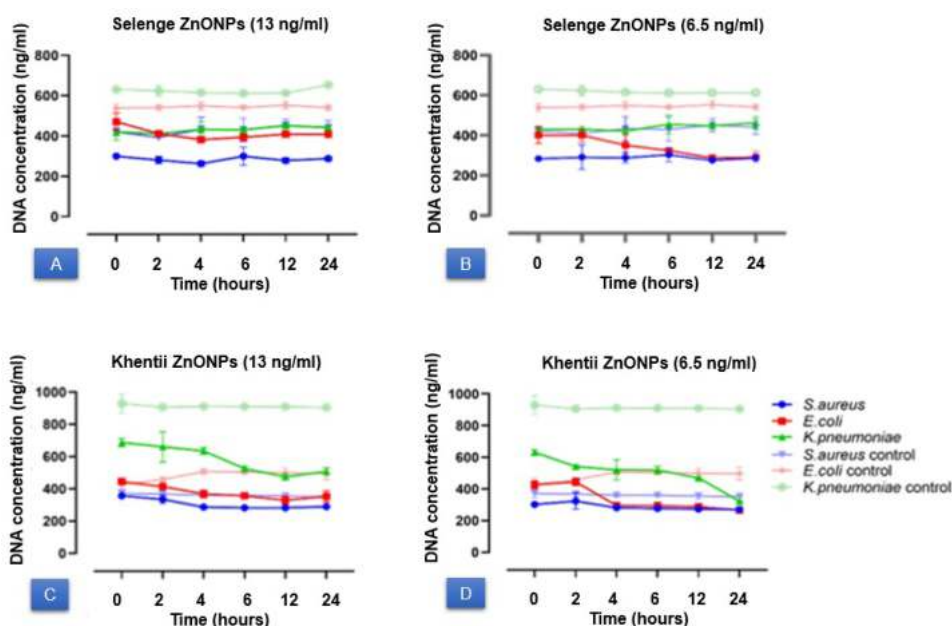 Selenge ZnONPs (13 ng/ml)
DNA concentration (ng/ml)
800
600
400
200
0
0 2 4 6 12 24
Time (hours)
A
Selenge ZnONPs (6.5 ng/ml)
DNA concentration (ng/ml)
800
600
400
200
0
0 2 4 6 12 24
Time (hours)
B
Khentii ZnONPs (13 ng/ml)
DNA concentration (ng/ml)
1000
800
600
400
200
0
0 2 4 6 12 24
Time (hours)
C
Khentii ZnONPs (6.5 ng/ml)
DNA concentration (ng/ml)
1000
800
600
400
200
0
0 2 4 6 12 24
Time (hours)
D
S.aureus
E.coli
K.pneumoniae
S.aureus control
E.coli control
K.pneumoniae control